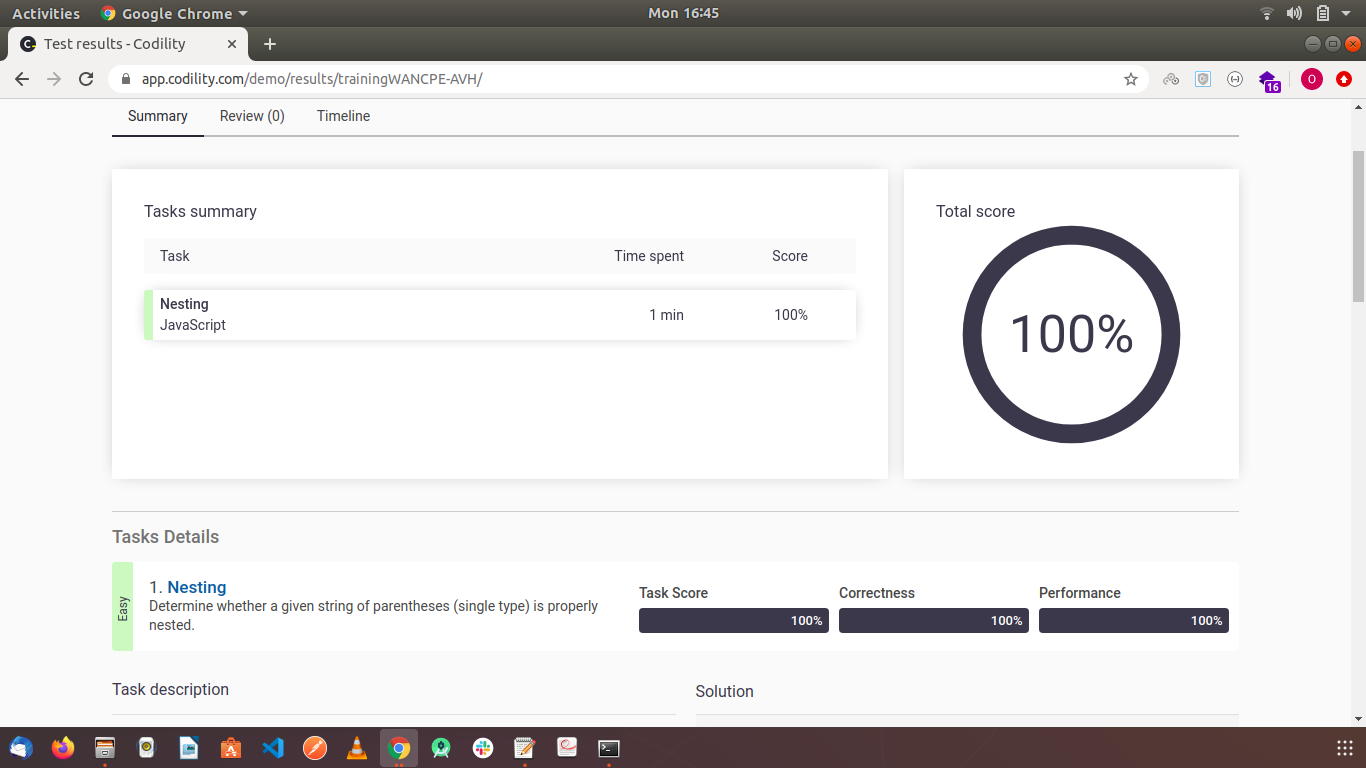 Activities
Google Chrome
Mon 16:45
Test results - Codility
app.codility.com/demo/results/trainingWANCPE-AVH/
16
O
Summary
Review (0)
Timeline
Tasks summary
Task
Time spent
Score
Nesting
JavaScript
1 min
100%
Total score
100%
Tasks Details
Easy
1. Nesting
Determine whether a given string of parentheses (single type) is properly
nested.
Task Score
Correctness
Performance
100%
100%
100%
Task description
Solution